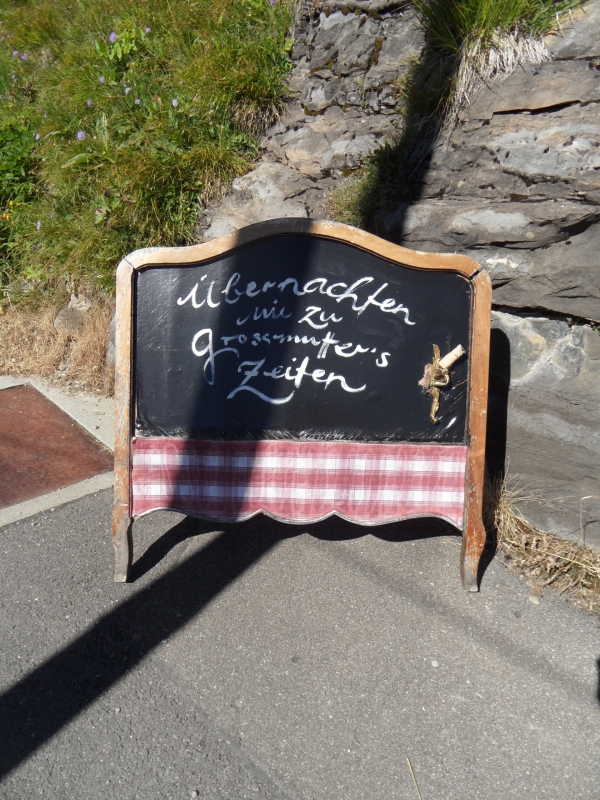 Übernachten
wie zu
grossmutter's
Zeiten